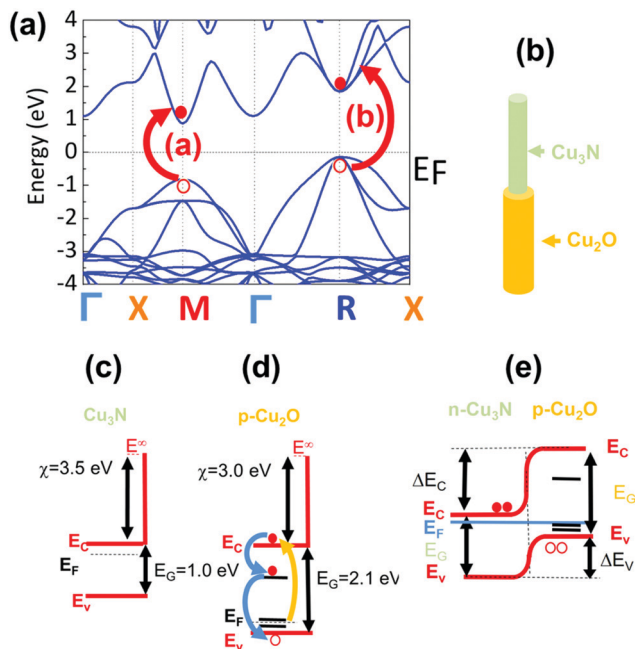 (a)
4
3
2
1
0
-1
-2
-3
-4
Energy (eV)
(a)
(b)
EF
Γ X M Γ R X
(b)
Cu3N
Cu2O
(c)
Cu3N
E∞
χ=3.5 eV
EC
EF
EG=1.0 eV
Ev
(d)
p-Cu2O
E∞
χ=3.0 eV
EC
EG=2.1 eV
EF
Ev
(e)
n-Cu3N p-Cu2O
EC
ΔEC
EG
EC
EF
EG
Ev
Ev
ΔEV